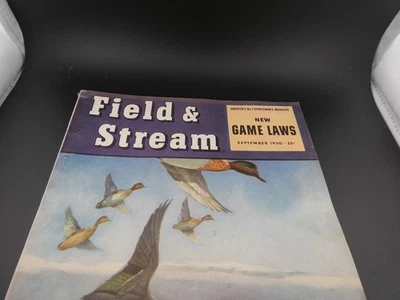 Field &
Stream
AMERICA'S No. 1 SPORTSMAN'S MAGAZINE
NEW
GAME LAWS
SEPTEMBER 1950 · 25¢